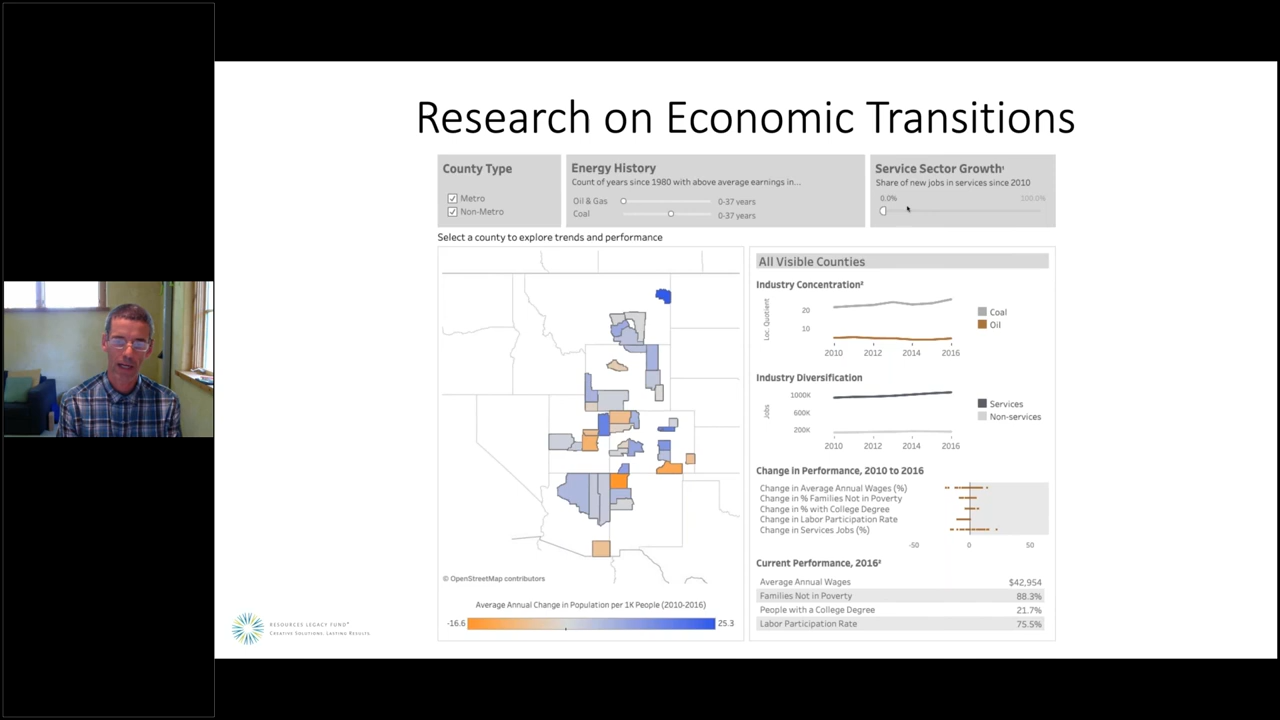 Research on Economic Transitions
County Type
Metro
Non-Metro
Energy History
Count of years since 1980 with above average earnings in...
Oil & Gas 0-37 years
Coal 0-37 years
Service Sector Growth¹
Share of new jobs in services since 2010
0.0% 100.0%
Select a county to explore trends and performance
© OpenStreetMap contributors
Average Annual Change in Population per 1K People (2010-2016)
-16.6 25.3
All Visible Counties
Industry Concentration²
Loc. Quotient
20
10
2010 2012 2014 2016
Coal
Oil
Industry Diversification
Jobs
1000K
600K
200K
2010 2012 2014 2016
Services
Non-services
Change in Performance, 2010 to 2016
Change in Average Annual Wages (%)
Change in % Families Not in Poverty
Change in % with College Degree
Change in Labor Participation Rate
Change in Services Jobs (%)
-50 0 50
Current Performance, 2016³
Average Annual Wages $42,954
Families Not in Poverty 88.3%
People with a College Degree 21.7%
Labor Participation Rate 75.5%
RESOURCES LEGACY FUND®
CREATIVE SOLUTIONS. LASTING RESULTS.